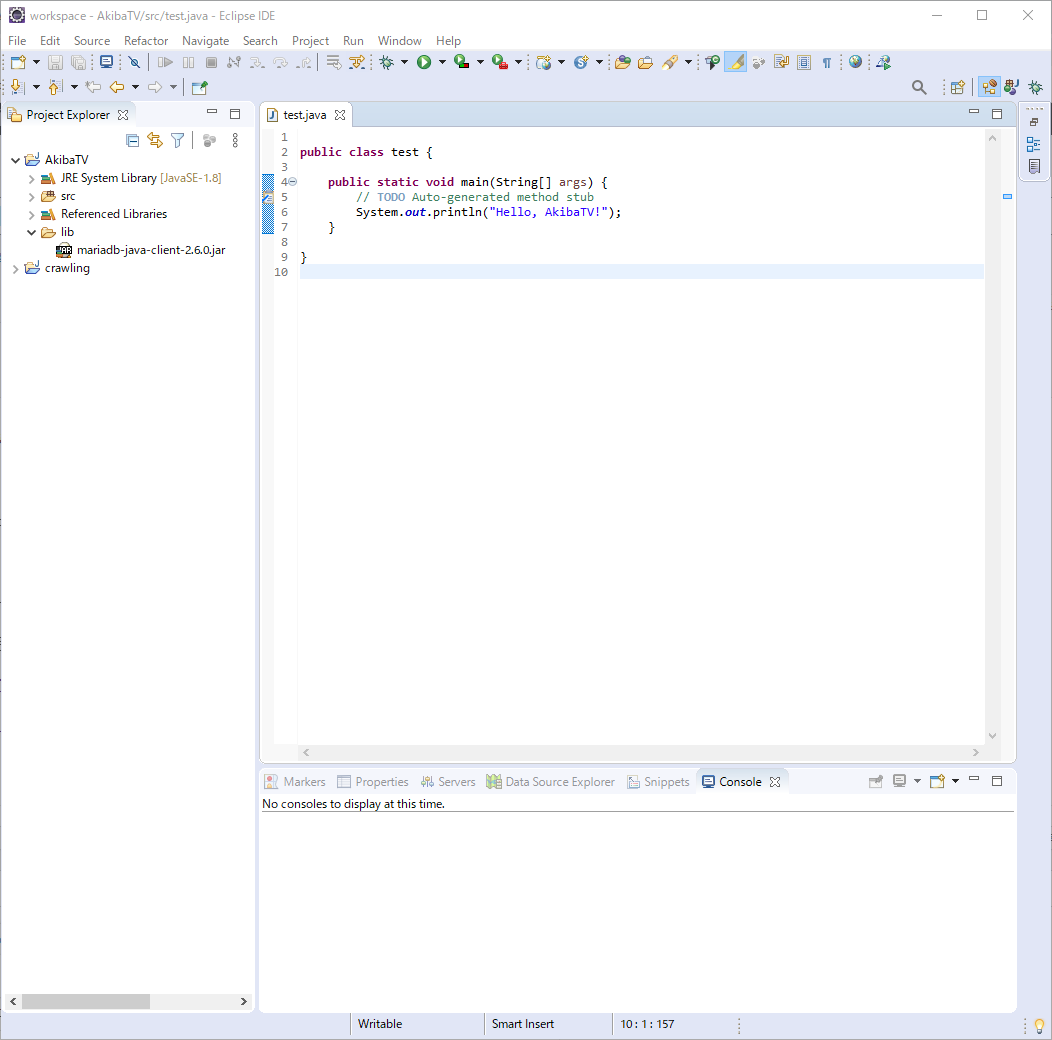 workspace - AkibaTV/src/test.java - Eclipse IDE
File Edit Source Refactor Navigate Search Project Run Window Help
Project Explorer
AkibaTV
JRE System Library [JavaSE-1.8]
src
Referenced Libraries
lib
mariadb-java-client-2.6.0.jar
crawling
test.java
1
2 public class test {
3
4 public static void main(String[] args) {
5 // TODO Auto-generated method stub
6 System.out.println("Hello, AkibaTV!");
7 }
8
9 }
10
Markers Properties Servers Data Source Explorer Snippets Console
No consoles to display at this time.
Writable Smart Insert 10 : 1 : 157